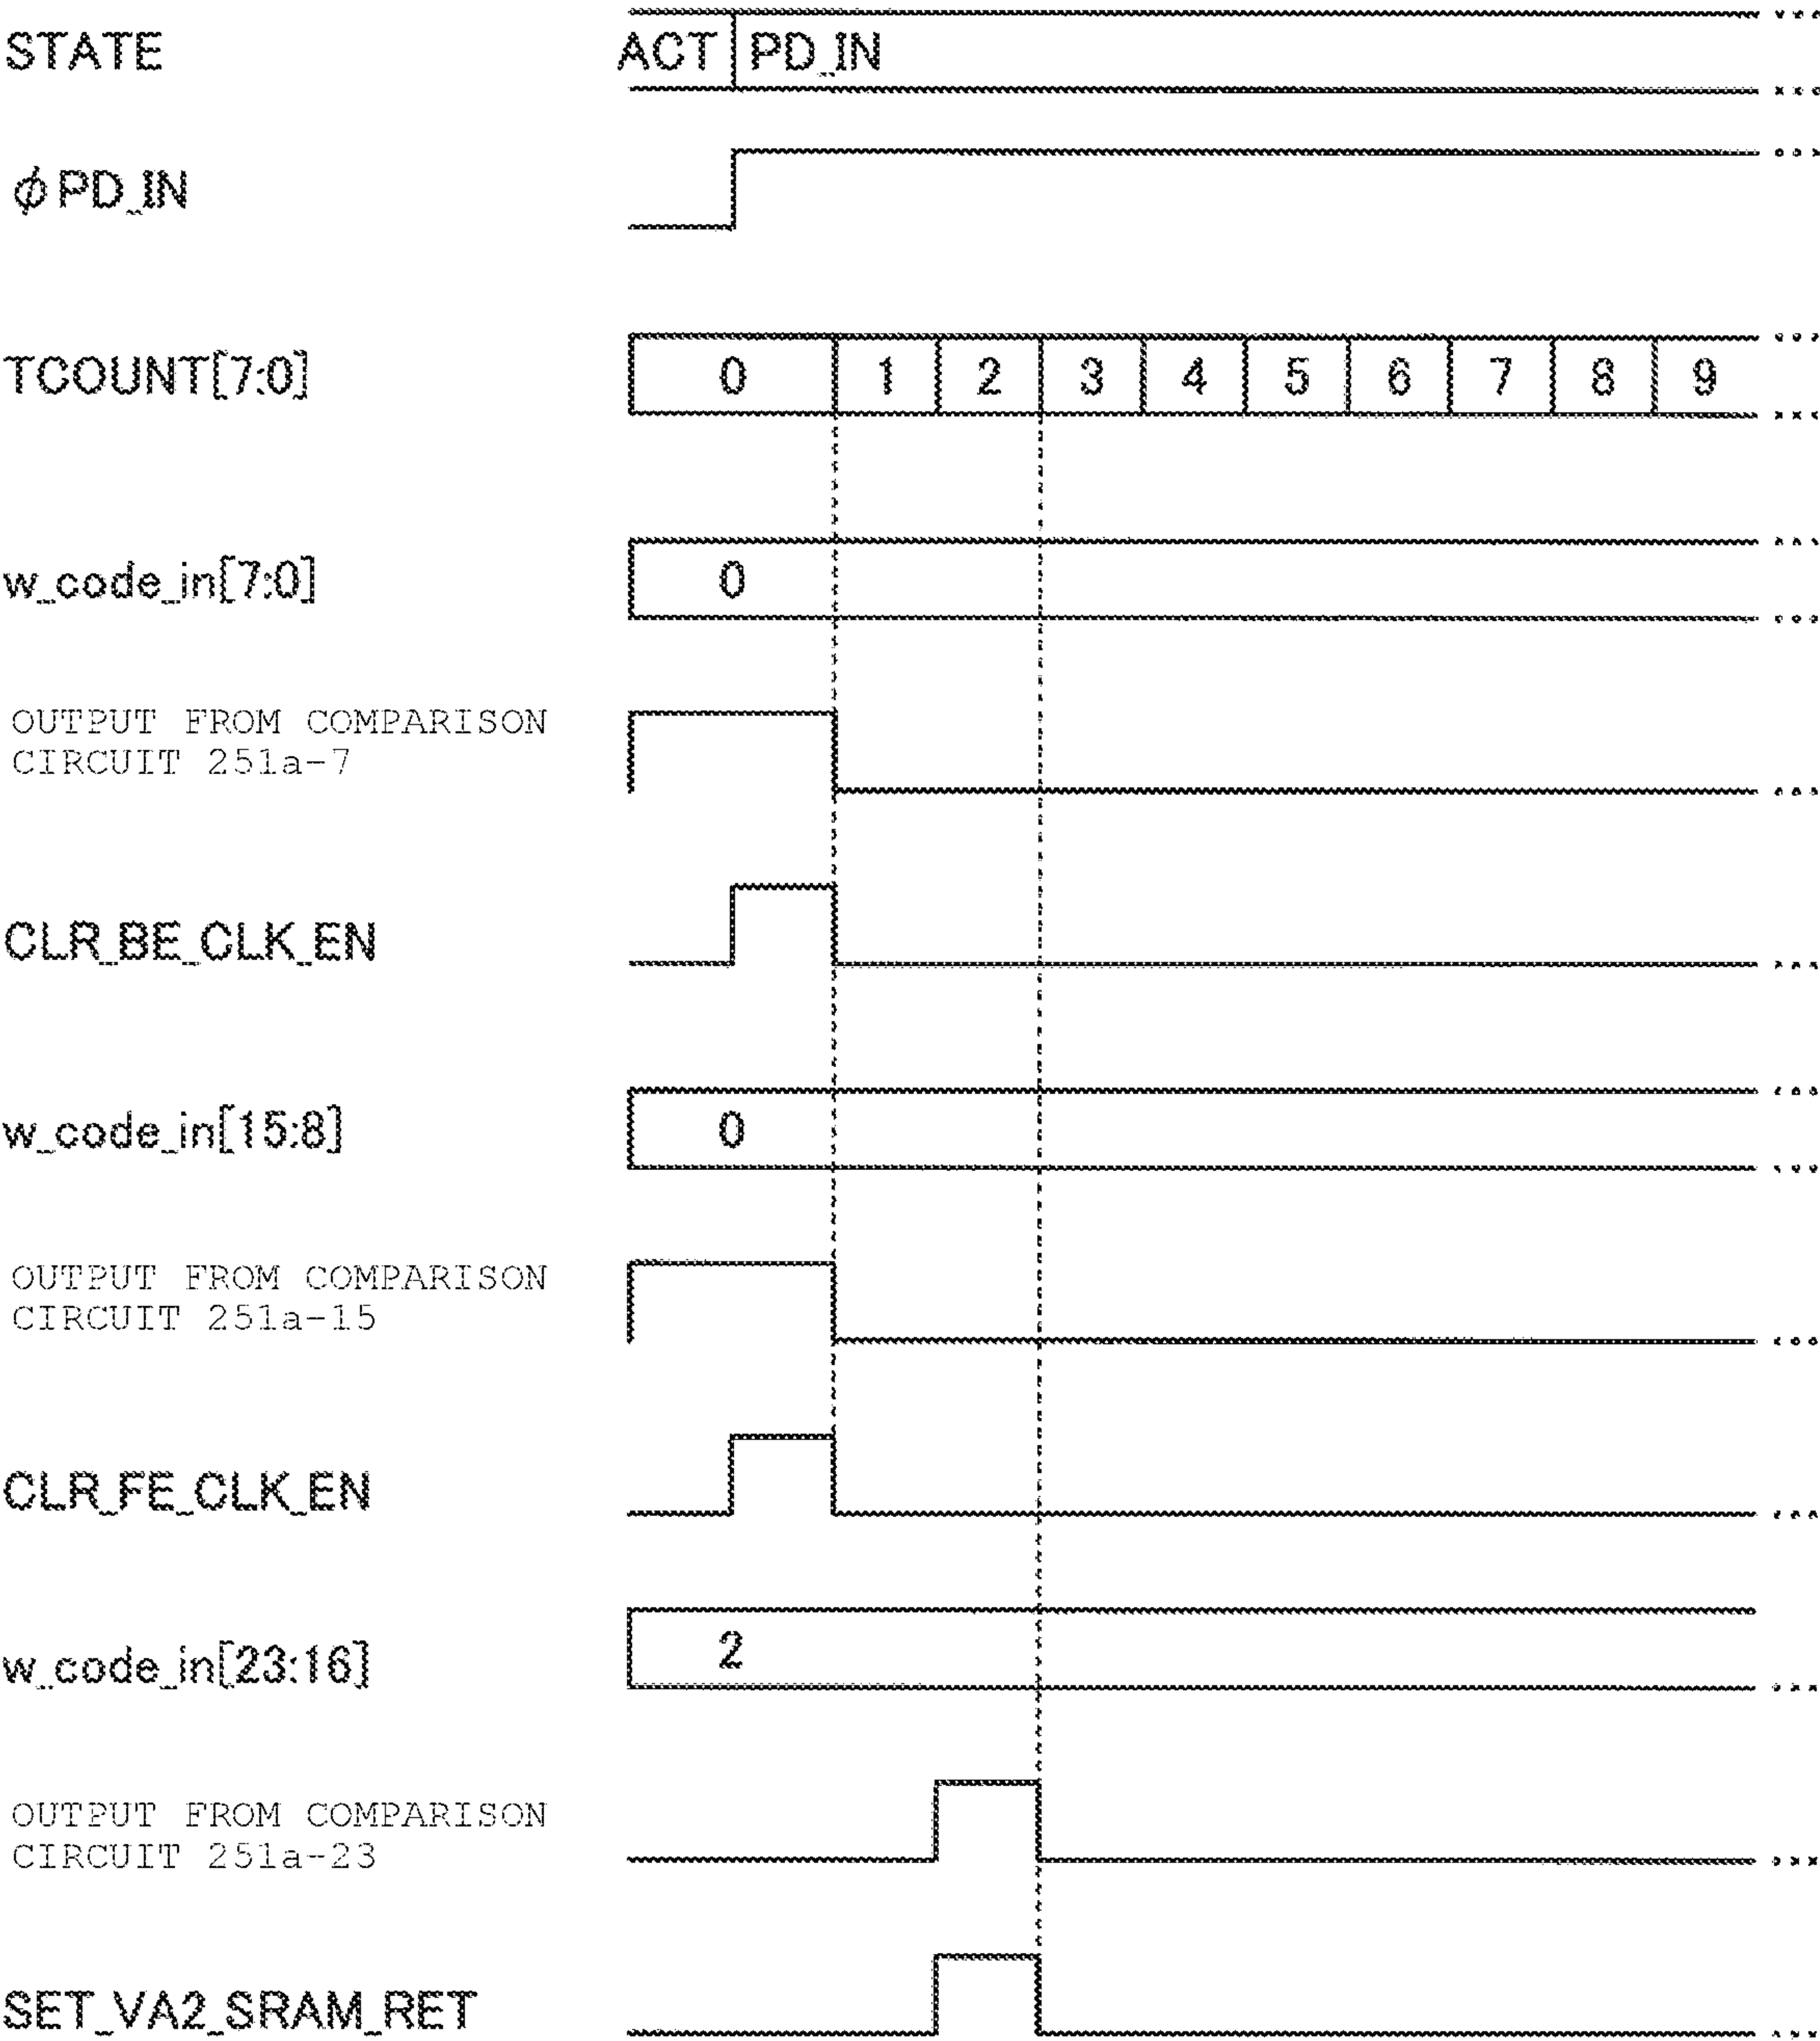 STATE
ACT PD_IN
φPD_IN
TCOUNT[7:0]
0 1 2 3 4 5 6 7 8 9
w_code_in[7:0]
0
OUTPUT FROM COMPARISON
CIRCUIT 251a-7
CLR_BE_CLK_EN
w_code_in[15:8]
0
OUTPUT FROM COMPARISON
CIRCUIT 251a-15
CLR_FE_CLK_EN
w_code_in[23:16]
2
OUTPUT FROM COMPARISON
CIRCUIT 251a-23
SET_VA2_SRAM_RET